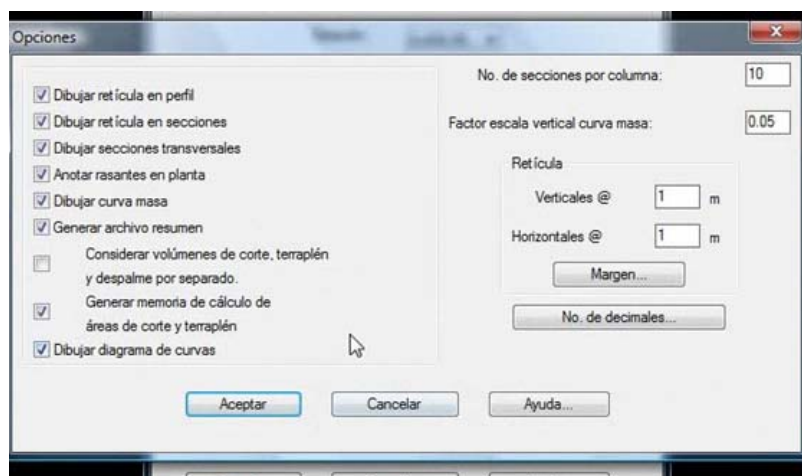 Opciones
Dibujar retícula en perfil
Dibujar retícula en secciones
Dibujar secciones transversales
Anotar rasantes en planta
Dibujar curva masa
Generar archivo resumen
Considerar volúmenes de corte, terraplén
y despalme por separado.
Generar memoria de cálculo de
áreas de corte y terraplén
Dibujar diagrama de curvas
No. de secciones por columna: 10
Factor escala vertical curva masa: 0.05
Retícula
Verticales @ 1 m
Horizontales @ 1 m
Margen...
No. de decimales...
Aceptar Cancelar Ayuda...